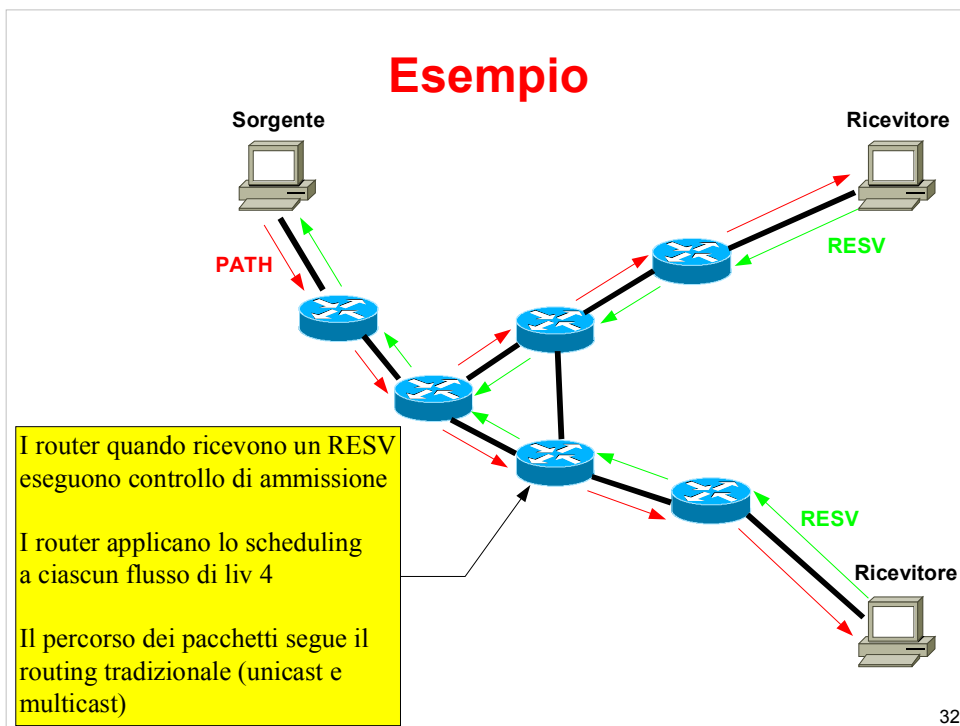 Esempio
Sorgente
Ricevitore
PATH
RESV
I router quando ricevono un RESV
eseguono controllo di ammissione
I router applicano lo scheduling
a ciascun flusso di liv 4
Il percorso dei pacchetti segue il
routing tradizionale (unicast e
multicast)
RESV
Ricevitore
32